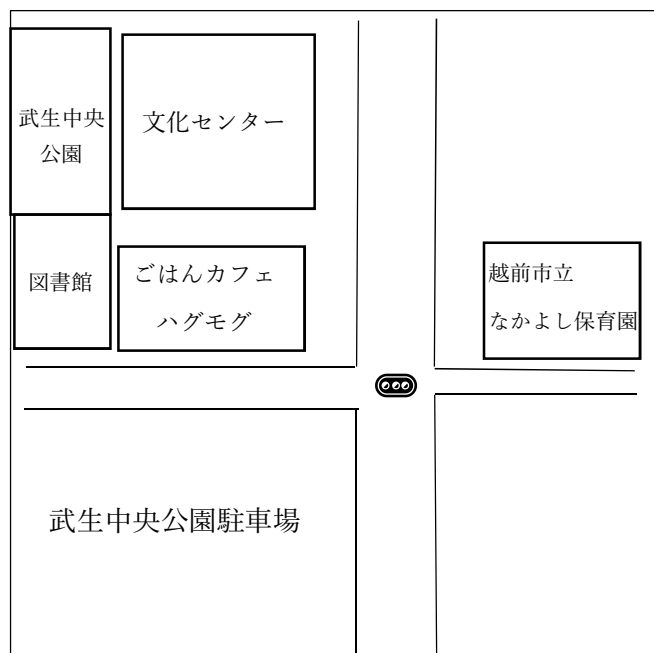 武生中央
公園
文化センター
図書館
ごはんカフェ
ハグモグ
越前市立
なかよし保育園
武生中央公園駐車場